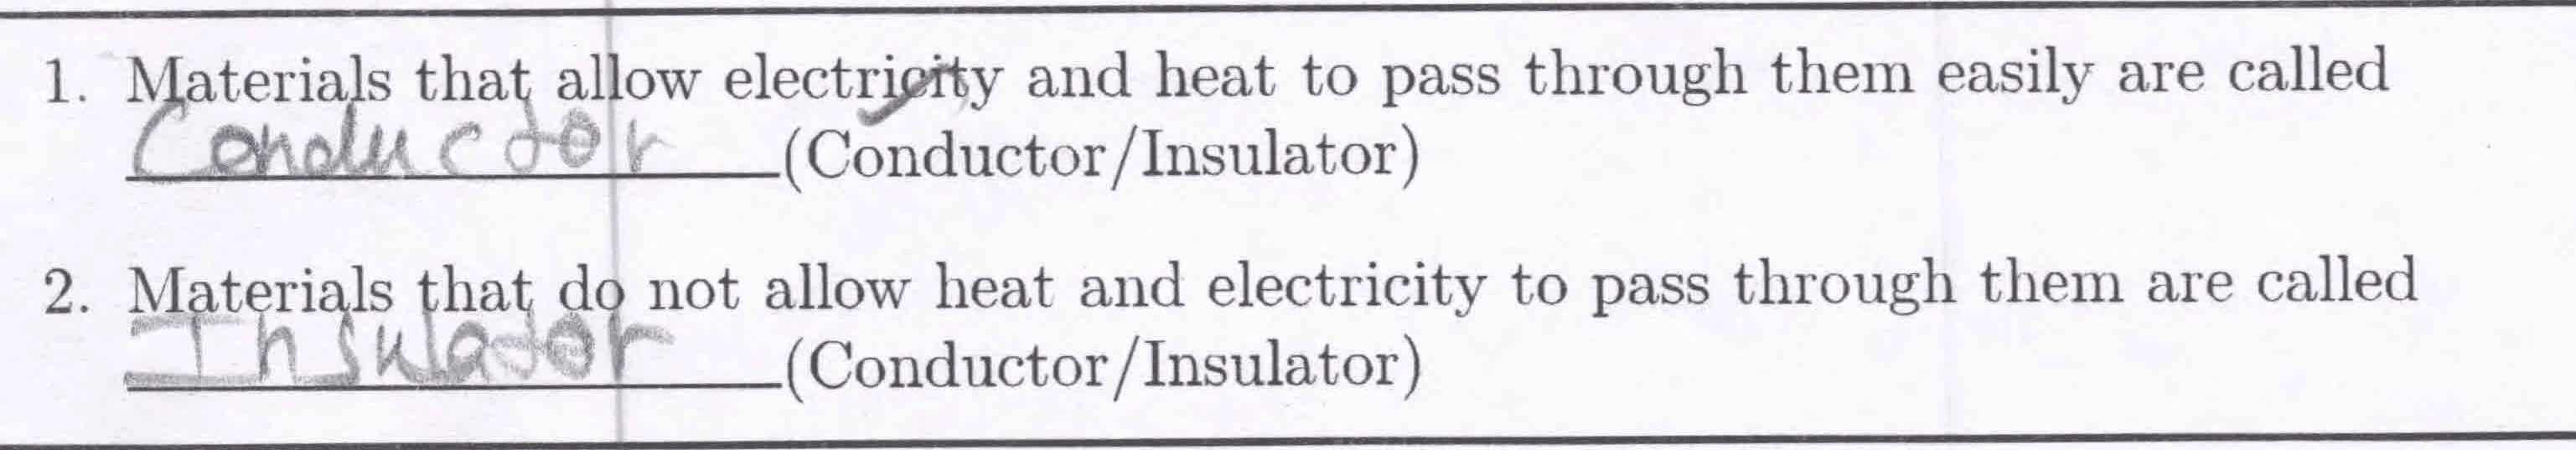 1. Materials that allow electricity and heat to pass through them easily are called
Conductor (Conductor/Insulator)
2. Materials that do not allow heat and electricity to pass through them are called
Insulator (Conductor/Insulator)